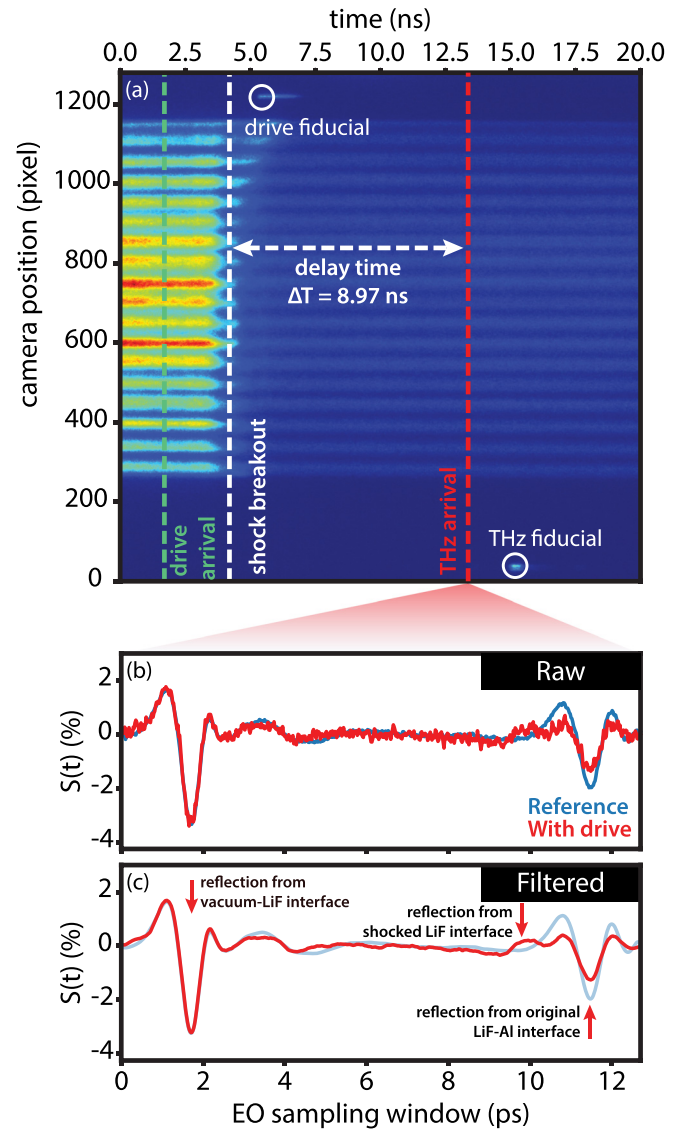 time (ns)
0.0 2.5 5.0 7.5 10.0 12.5 15.0 17.5 20.0
(a)
camera position (pixel)
1200
1000
800
600
400
200
0
drive fiducial
delay time
ΔT = 8.97 ns
drive
arrival
shock breakout
THz arrival
THz fiducial
(b)
Raw
S(t) (%)
2
0
-2
-4
Reference
With drive
(c)
Filtered
S(t) (%)
2
0
-2
-4
reflection from
vacuum-LiF interface
reflection from
shocked LiF interface
reflection from original
LiF-Al interface
0 2 4 6 8 10 12
EO sampling window (ps)